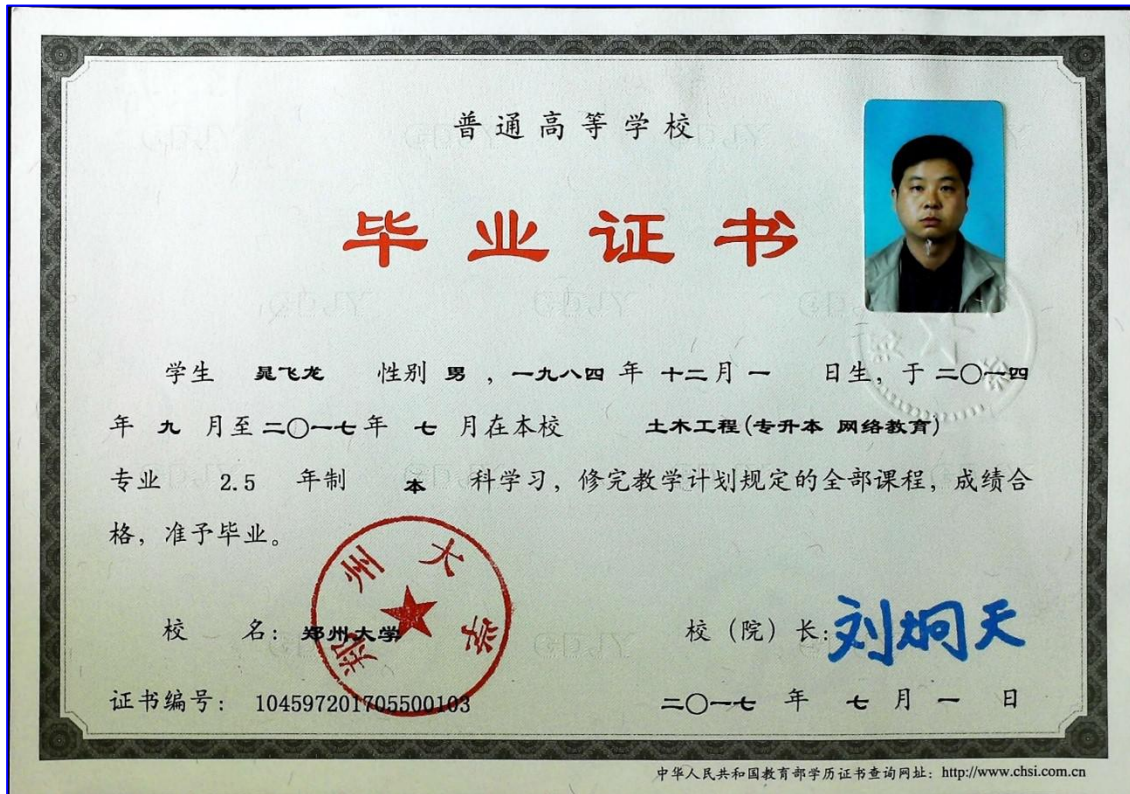 普通高等学校
毕业证书
学生 晁飞龙 性别 男 ，一九八四 年 十二 月 一 日生，于 二〇一四
年 九 月至 二〇一七 年 七 月在本校 土木工程(专升本 网络教育)
专业 2.5 年制 本 科学习，修完教学计划规定的全部课程，成绩合
格，准予毕业。
郑州大学
校 名：郑州大学
校（院）长：刘炯天
证书编号： 104597201705500103
二〇一七 年 七 月 一 日
中华人民共和国教育部学历证书查询网址：http://www.chsi.com.cn